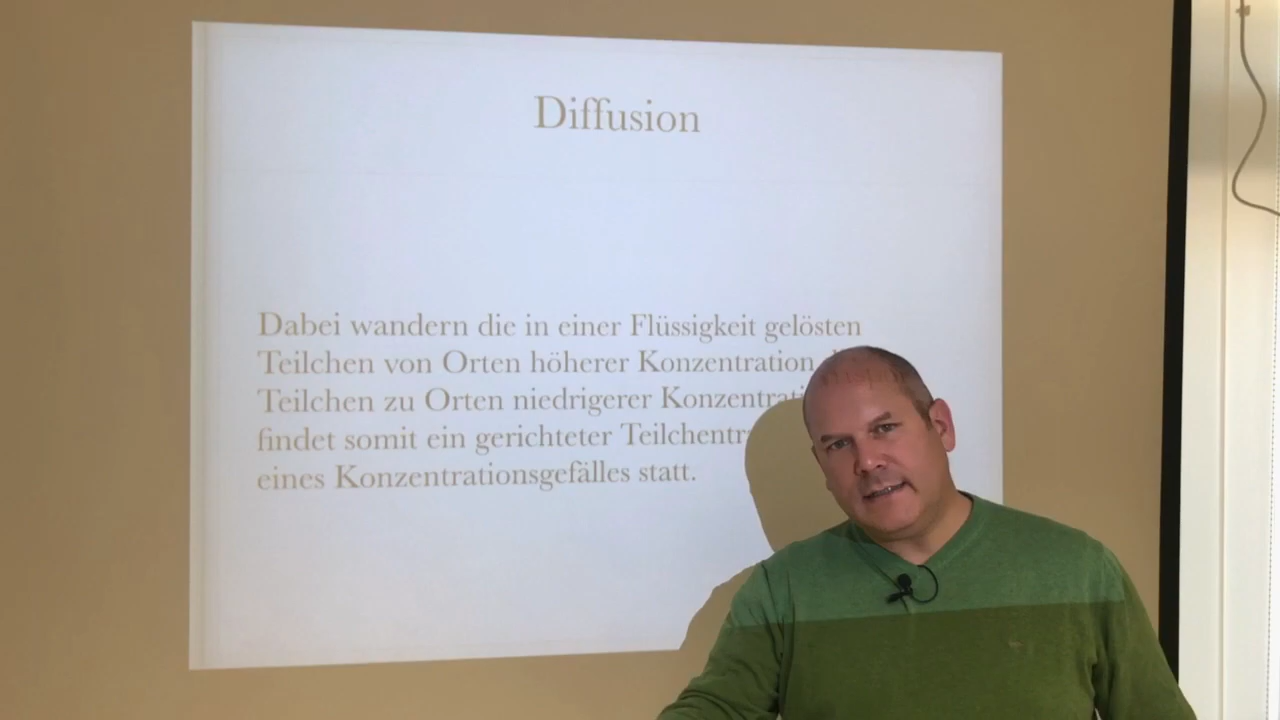 Diffusion
Dabei wandern die in einer Flüssigkeit gelösten
Teilchen von Orten höherer Konzentration
Teilchen zu Orten niedrigerer
findet somit ein gerichteter
eines Konzentrationsgefälles statt.